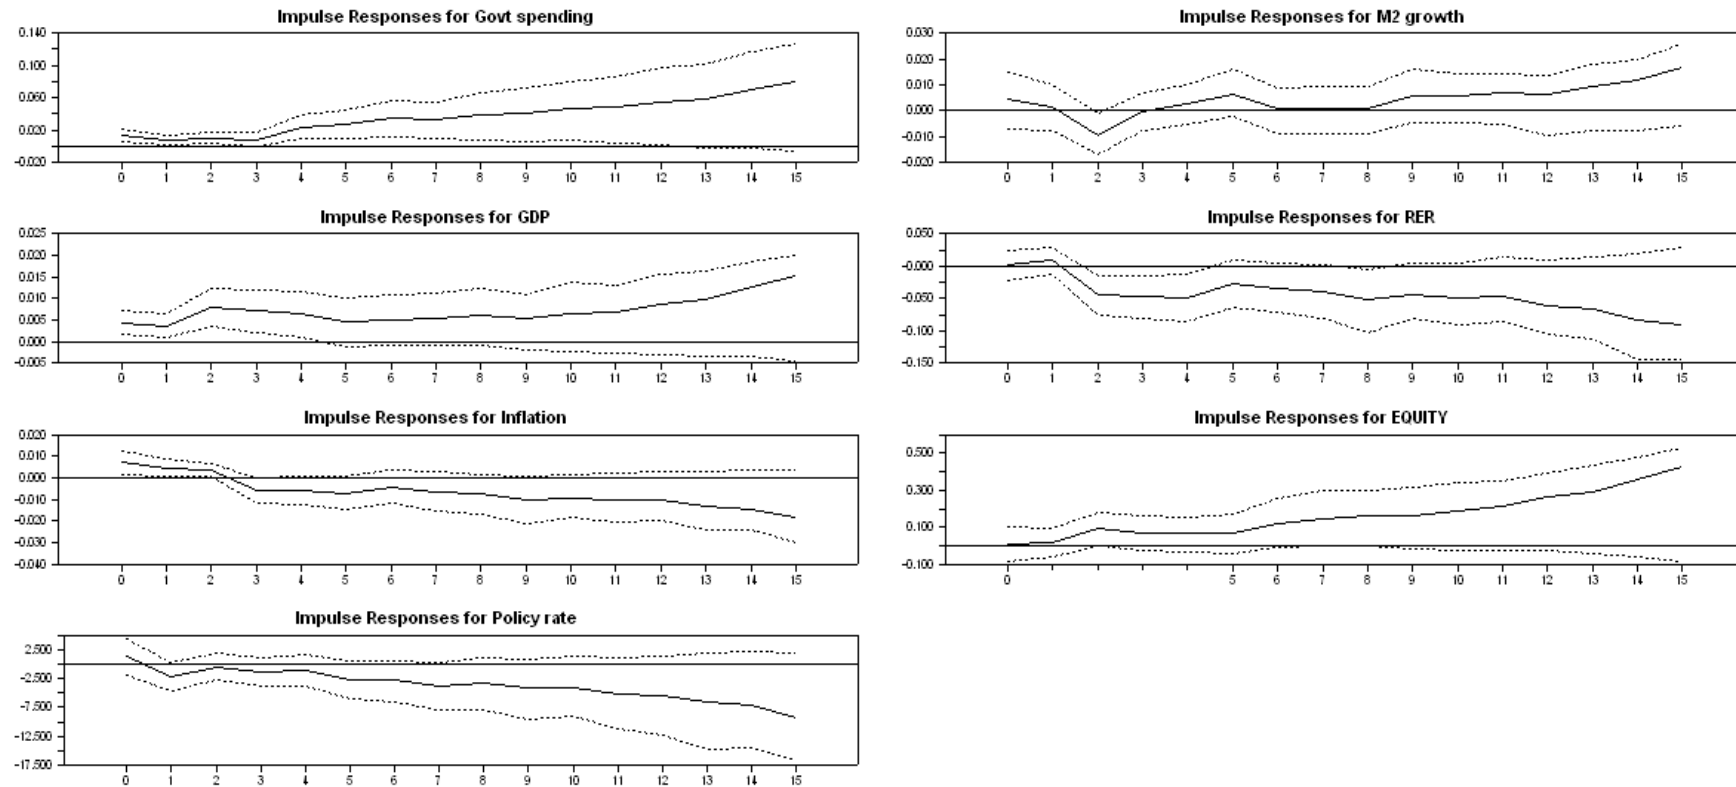 Impulse Responses for Govt spending
0.140
0.100
0.060
0.020
-0.020
0 1 2 3 4 5 6 7 8 9 10 11 12 13 14 15
Impulse Responses for GDP
0.025
0.020
0.015
0.010
0.005
0.000
-0.005
0 1 2 3 4 5 6 7 8 9 10 11 12 13 14 15
Impulse Responses for Inflation
0.020
0.010
0.000
-0.010
-0.020
-0.030
-0.040
0 1 2 3 4 5 6 7 8 9 10 11 12 13 14 15
Impulse Responses for Policy rate
2.500
-2.500
-7.500
-12.500
-17.500
0 1 2 3 4 5 6 7 8 9 10 11 12 13 14 15
Impulse Responses for M2 growth
0.030
0.020
0.010
0.000
-0.010
-0.020
0 1 2 3 4 5 6 7 8 9 10 11 12 13 14 15
Impulse Responses for RER
0.050
-0.000
-0.050
-0.100
-0.150
0 1 2 3 4 5 6 7 8 9 10 11 12 13 14 15
Impulse Responses for EQUITY
0.500
0.300
0.100
-0.100
0 5 6 7 8 9 10 11 12 13 14 15